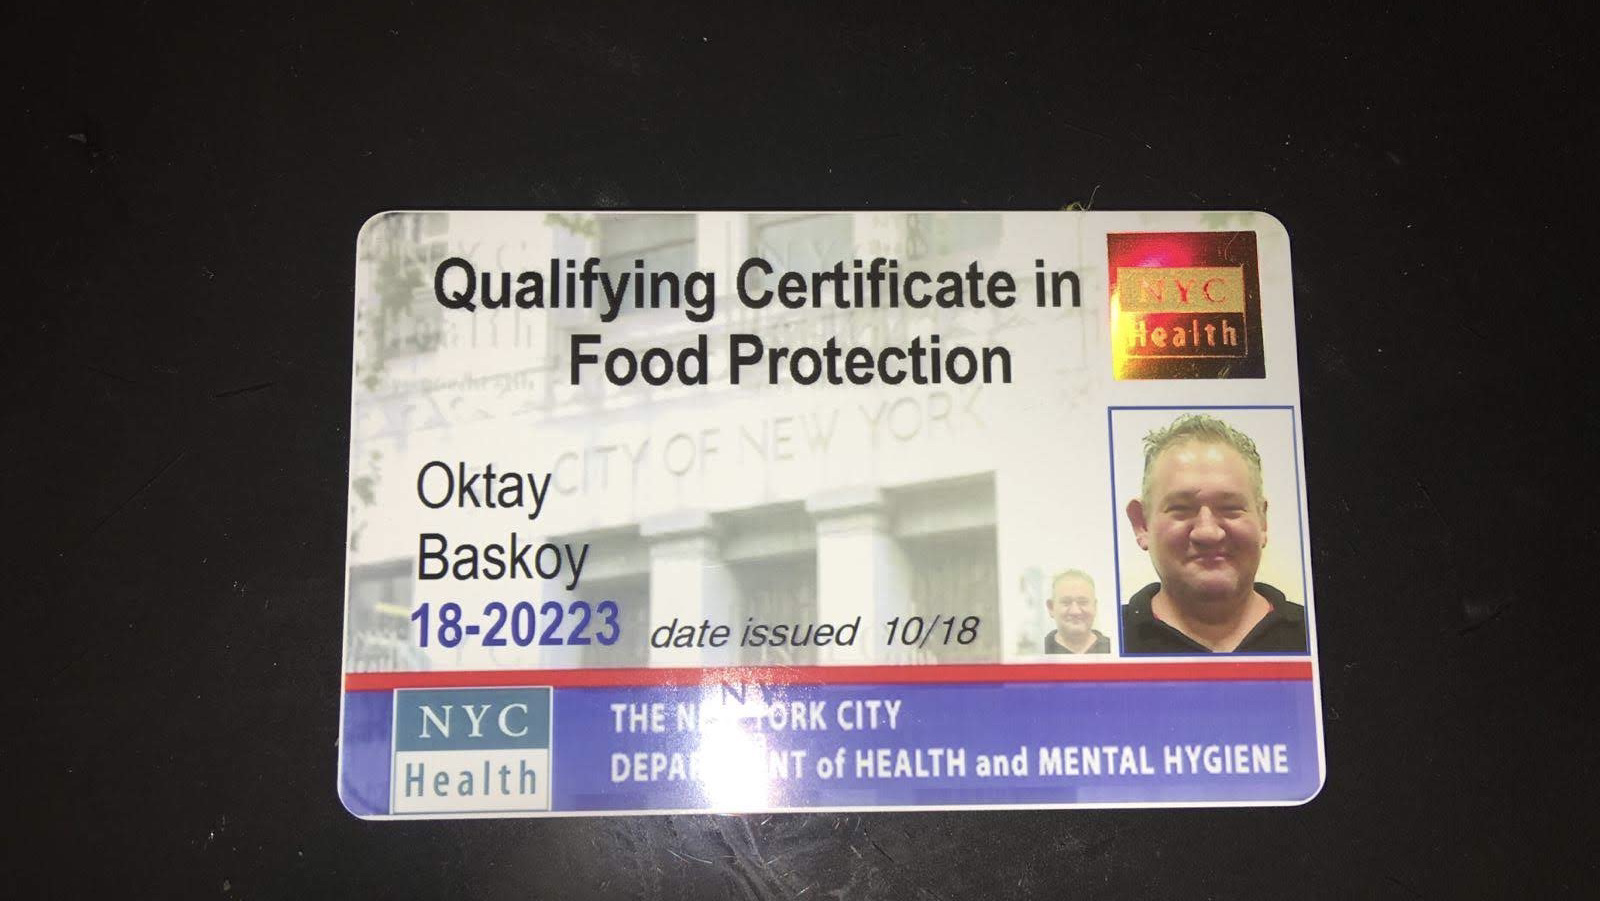 Qualifying Certificate in
Food Protection
NYC
Health
CITY OF NEW YORK
Oktay
Baskoy
18-20223 date issued 10/18
NYC
Health
THE YORK CITY
of HEALTH and MENTAL HYGIENE